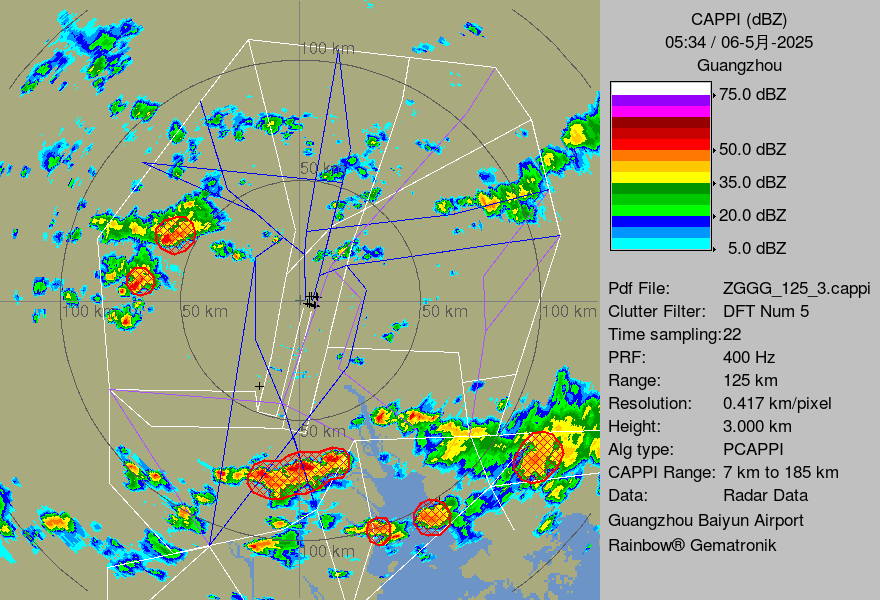 CAPPI (dBZ)
05:34 / 06-5月-2025
Guangzhou
75.0 dBZ
50.0 dBZ
35.0 dBZ
20.0 dBZ
5.0 dBZ
Pdf File: ZGGG_125_3.cappi
Clutter Filter: DFT Num 5
Time sampling:22
PRF: 400 Hz
Range: 125 km
Resolution: 0.417 km/pixel
Height: 3.000 km
Alg type: PCAPPI
CAPPI Range: 7 km to 185 km
Data: Radar Data
Guangzhou Baiyun Airport
Rainbow® Gematronik
100 km
50 km
100 km
50 km
50 km
100 km
50 km
100 km